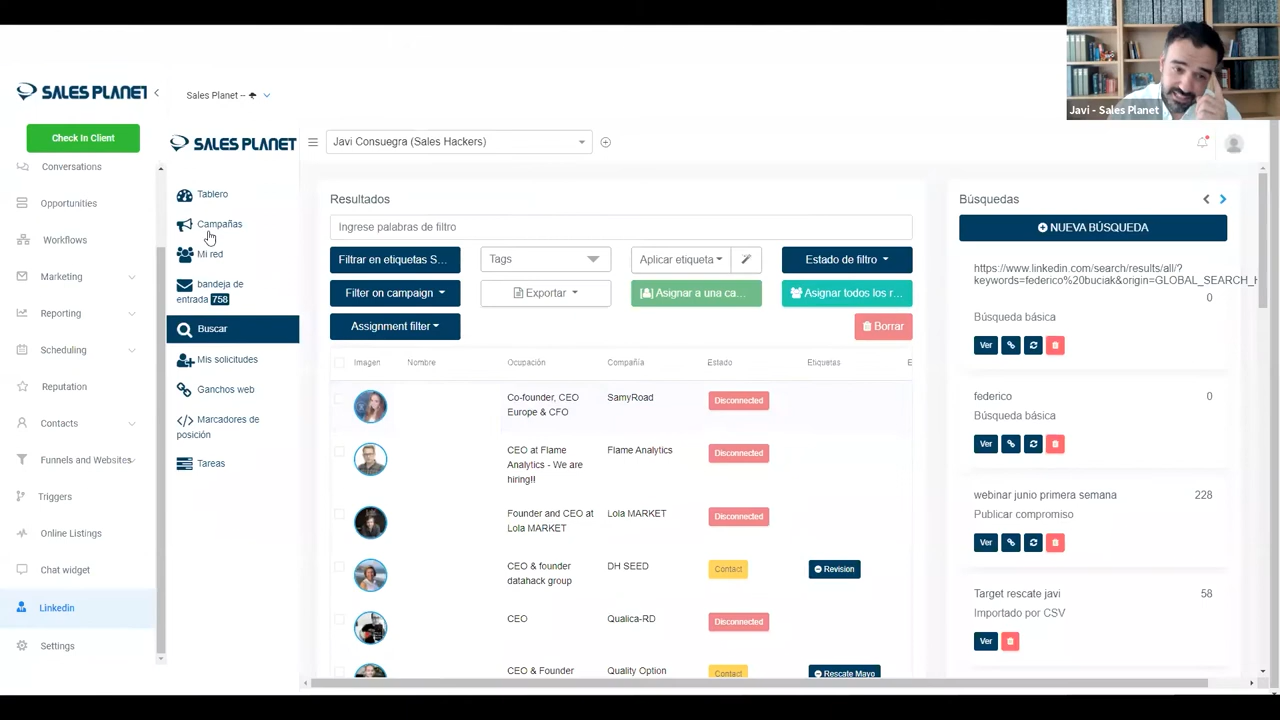 Javi - Sales Planet
SALES PLANET
Sales Planet --
Check In Client
Conversations
Opportunities
Workflows
Marketing
Reporting
Scheduling
Reputation
Contacts
Funnels and Websites
Triggers
Online Listings
Chat widget
Linkedin
Settings
SALES PLANET
Tablero
Campañas
Mi red
bandeja de
entrada 758
Buscar
Mis solicitudes
Ganchos web
Marcadores de
posición
Tareas
Javi Consuegra (Sales Hackers)
Resultados
Ingrese palabras de filtro
Filtrar en etiquetas S...
Tags
Aplicar etiqueta
Estado de filtro
Filter on campaign
Exportar
Asignar a una ca...
Asignar todos los r...
Assignment filter
Borrar
Imagen Nombre Ocupación Compañía Estado Etiquetas E
Co-founder, CEO
Europe & CFO
SamyRoad
Disconnected
CEO at Flame
Analytics - We are
hiring!!
Flame Analytics
Disconnected
Founder and CEO at
Lola MARKET
Lola MARKET
Disconnected
CEO & founder
datahack group
DH SEED
Contact
Revision
CEO
Qualica-RD
Disconnected
CEO & Founder
Quality Option
Contact
Rescate Mayo
Búsquedas
NUEVA BÚSQUEDA
https://www.linkedin.com/search/results/all/?
keywords=federico%20buciak&origin=GLOBAL_SEARCH_H
0
Búsqueda básica
Ver
federico 0
Búsqueda básica
Ver
webinar junio primera semana 228
Publicar compromiso
Ver
Target rescate javi 58
Importado por CSV
Ver